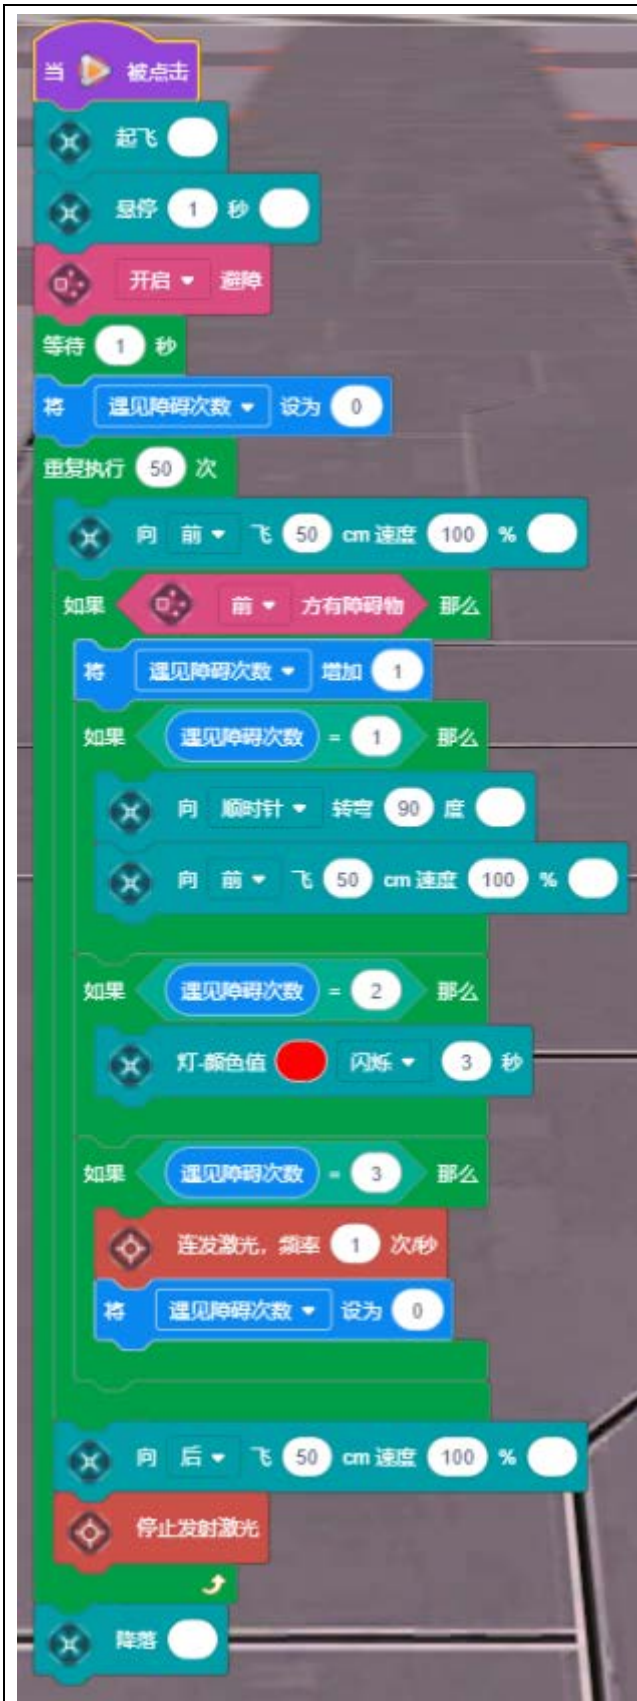 当 被点击
起飞
悬停 1 秒
开启 避障
等待 1 秒
将 遇见障碍次数 设为 0
重复执行 50 次
向 前 飞 50 cm 速度 100 %
如果 前 方有障碍物 那么
将 遇见障碍次数 增加 1
如果 遇见障碍次数 = 1 那么
向 顺时针 转弯 90 度
向 前 飞 50 cm 速度 100 %
如果 遇见障碍次数 = 2 那么
灯-颜色值 闪烁 3 秒
如果 遇见障碍次数 = 3 那么
连发激光，频率 1 次/秒
将 遇见障碍次数 设为 0
向 后 飞 50 cm 速度 100 %
停止发射激光
降落